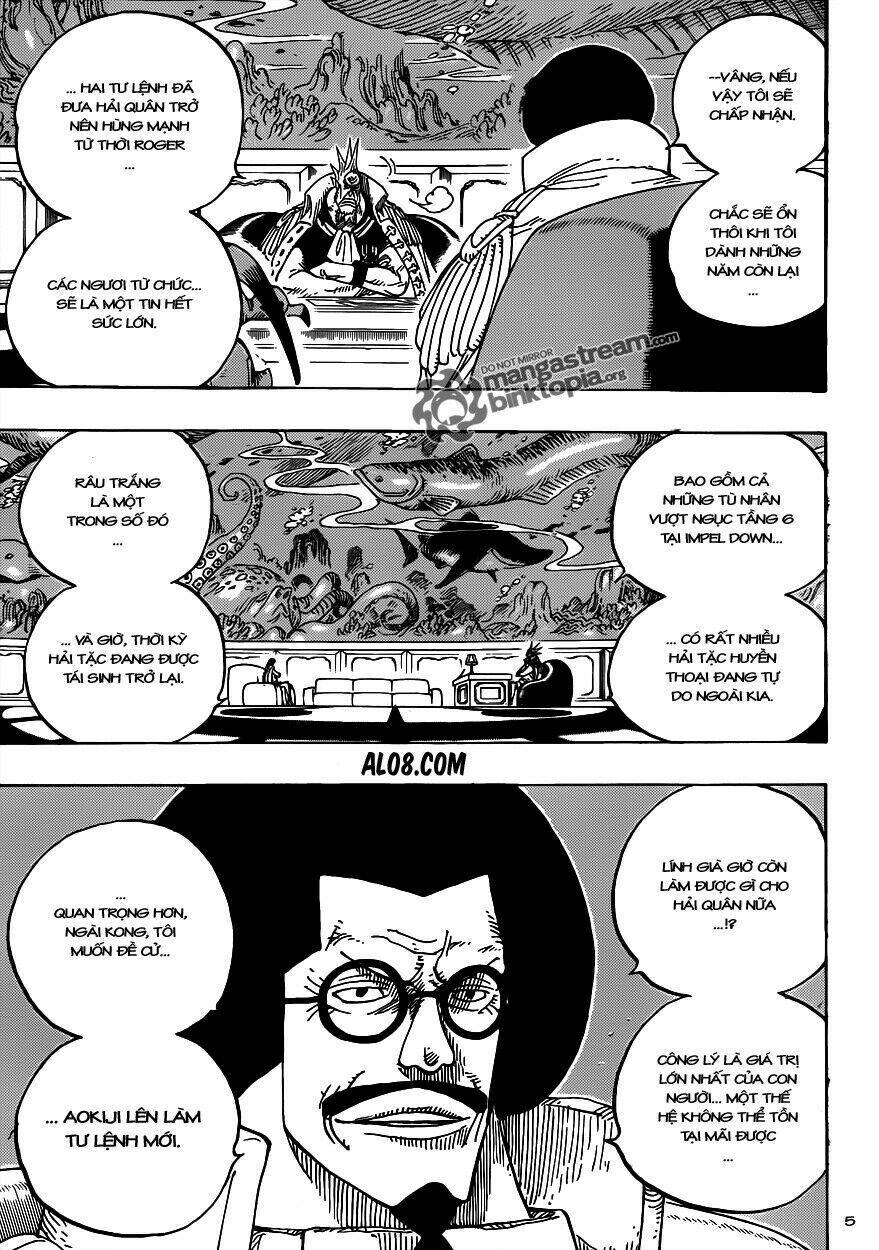 --VÂNG, NẾU
VẬY TÔI SẼ
CHẤP NHẬN.
CHẮC SẼ ỔN
THÔI KHI TÔI
DÀNH NHỮNG
NĂM CÒN LẠI
...
... HAI TƯ LỆNH ĐÃ
ĐƯA HẢI QUÂN TRỞ
NÊN HÙNG MẠNH
TỪ THỜI ROGER
...
CÁC NGƯƠI TỪ CHỨC...
SẼ LÀ MỘT TIN HẾT
SỨC LỚN.
DO NOT MIRROR
mangastream.com
binktopia.org
BAO GỒM CẢ
NHỮNG TÙ NHÂN
VƯỢT NGỤC TẦNG 6
TẠI IMPEL DOWN...
... CÓ RẤT NHIỀU
HẢI TẶC HUYỀN
THOẠI ĐANG TỰ
DO NGOÀI KIA.
RÂU TRẮNG
LÀ MỘT
TRONG SỐ ĐÓ
...
... VÀ GIỜ, THỜI KỲ
HẢI TẶC ĐANG ĐƯỢC
TÁI SINH TRỞ LẠI.
ALO8.COM
LÍNH GIÀ GIỜ CÒN
LÀM ĐƯỢC GÌ CHO
HẢI QUÂN NỮA
...!?
CÔNG LÝ LÀ GIÁ TRỊ
LỚN NHẤT CỦA CON
NGƯỜI... MỘT THẾ
HỆ KHÔNG THỂ TỒN
TẠI MÃI ĐƯỢC
...
...
QUAN TRỌNG HƠN,
NGÀI KONG, TÔI
MUỐN ĐỀ CỬ...
... AOKIJI LÊN LÀM
TƯ LỆNH MỚI.
5